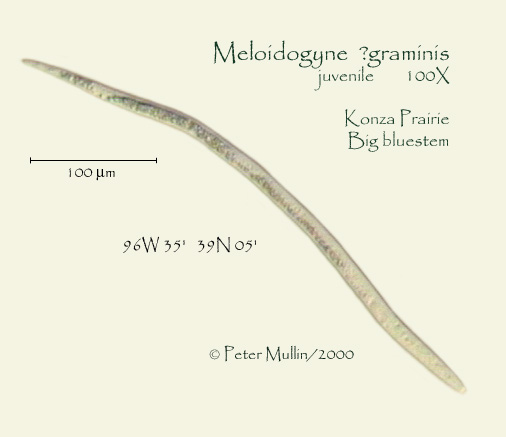 Meloidogyne ?graminis
juvenile 100X
Konza Prairie
Big bluestem
100 µm
96W 35' 39N 05'
© Peter Mullin/2000